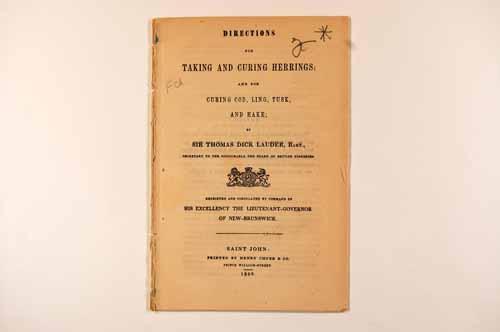 DIRECTIONS
FOR
TAKING AND CURING HERRINGS;
AND FOR
CURING COD, LING, TUSK,
AND HAKE;
BY
SIR THOMAS DICK LAUDER, BART.,
SECRETARY TO THE HONOURABLE THE BOARD OF BRITISH FISHERIES
REPRINTED AND CIRCULATED BY COMMAND OF
HIS EXCELLENCY THE LIEUTENANT-GOVERNOR
OF NEW-BRUNSWICK.
SAINT JOHN:
PRINTED BY HENRY CHUBB & CO.
PRINCE WILLIAM-STREET.